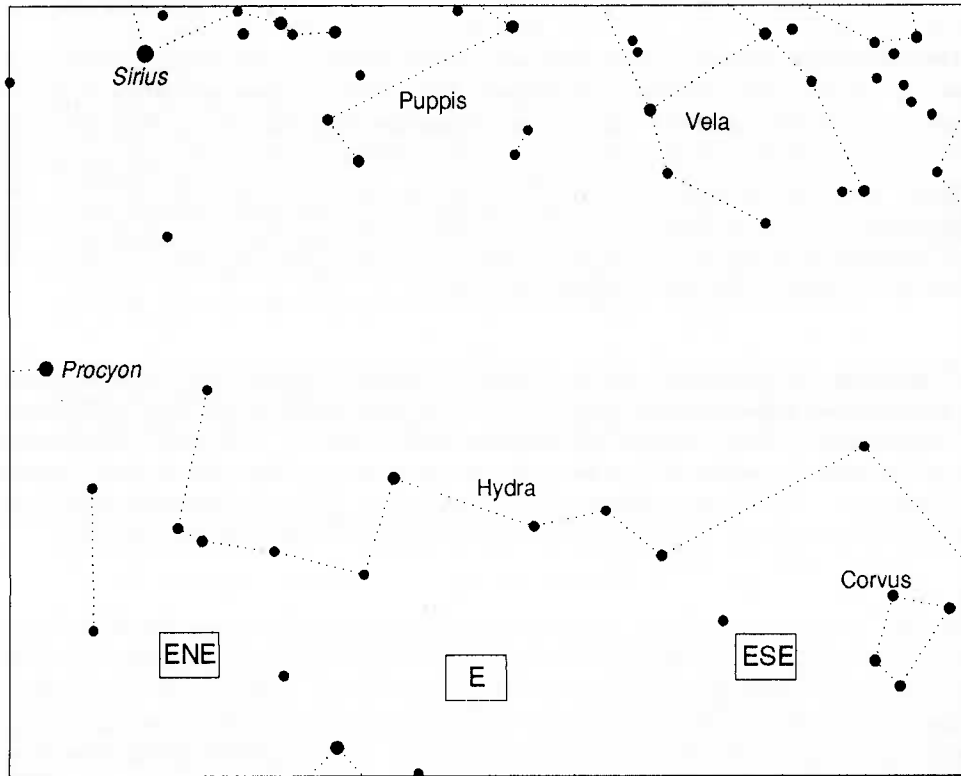 Sirius
Puppis
Vela
Procyon
Hydra
Corvus
ENE
E
ESE